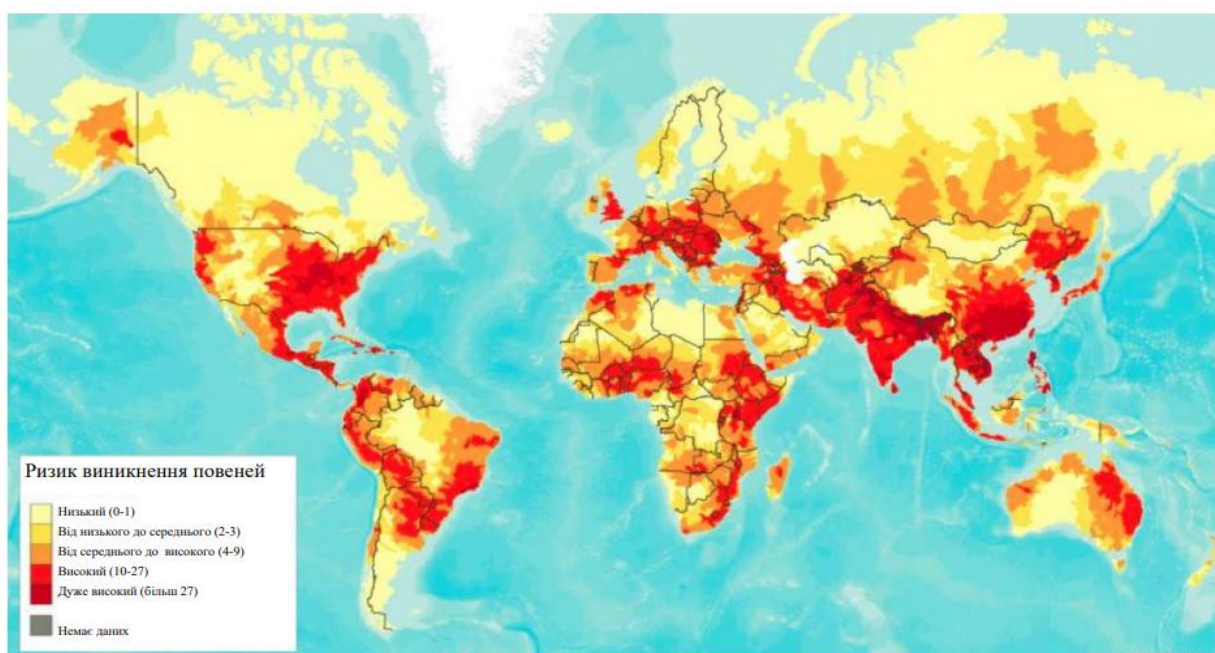 Ризик виникнення повеней
Низький (0-1)
Від низького до середнього (2-3)
Від середнього до високого (4-9)
Високий (10-27)
Дуже високий (більш 27)
Немає даних